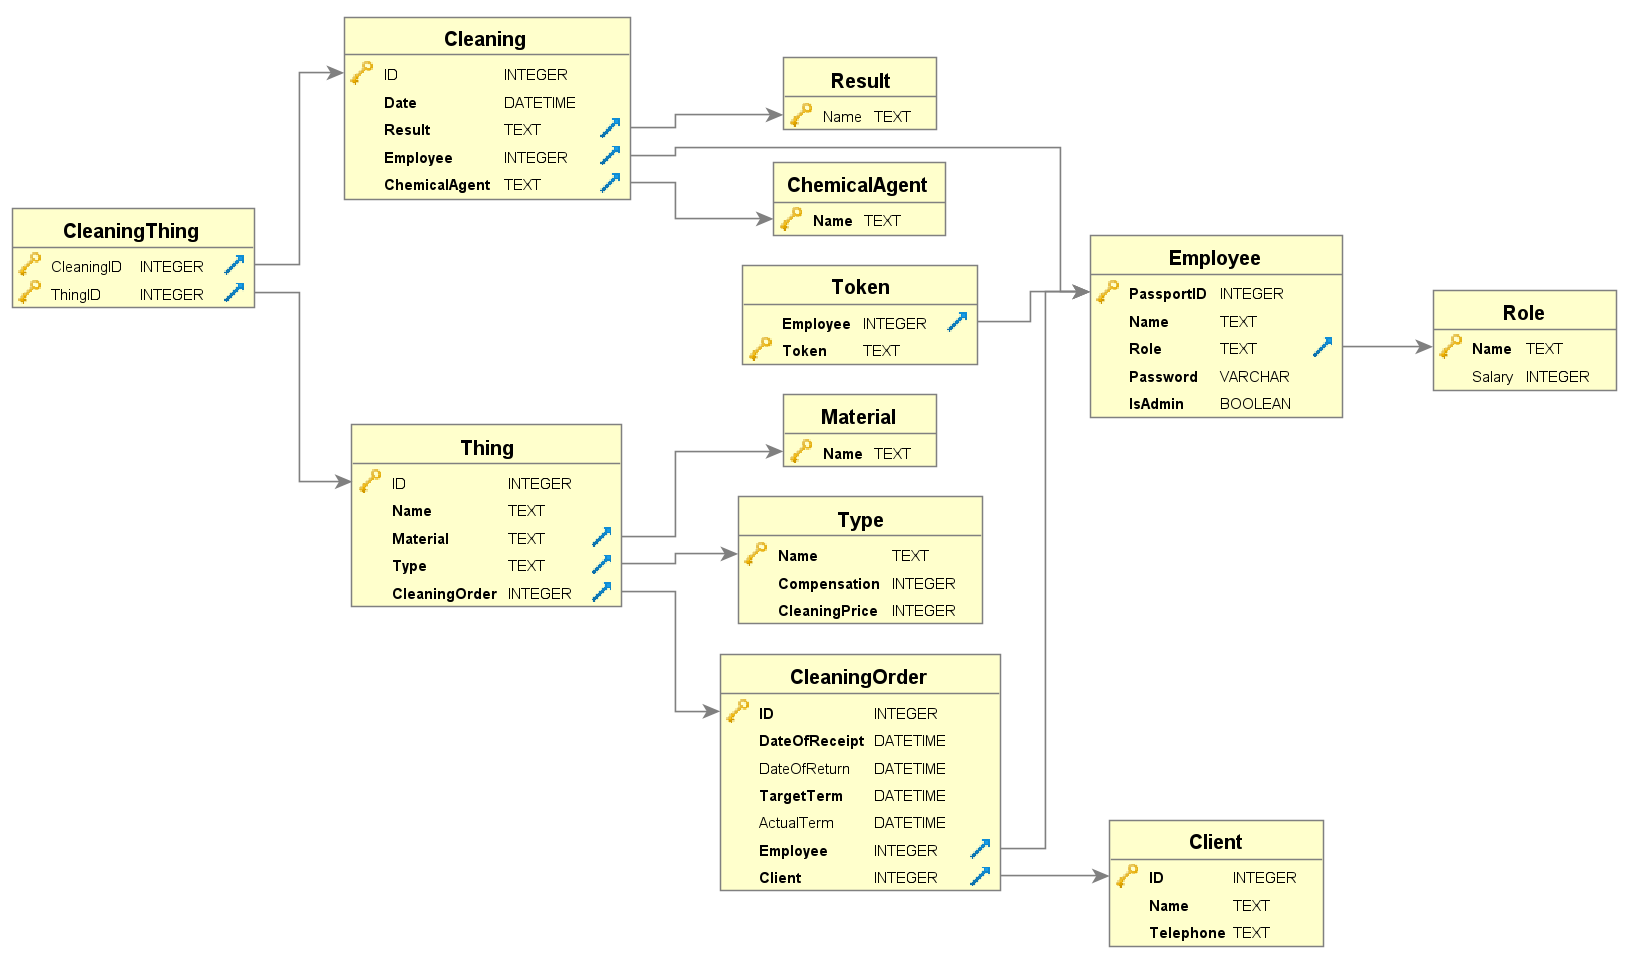 Cleaning
ID INTEGER
Date DATETIME
Result TEXT
Employee INTEGER
ChemicalAgent TEXT
Result
Name TEXT
ChemicalAgent
Name TEXT
CleaningThing
CleaningID INTEGER
ThingID INTEGER
Token
Employee INTEGER
Token TEXT
Employee
PassportID INTEGER
Name TEXT
Role TEXT
Password VARCHAR
IsAdmin BOOLEAN
Role
Name TEXT
Salary INTEGER
Material
Name TEXT
Thing
ID INTEGER
Name TEXT
Material TEXT
Type TEXT
CleaningOrder INTEGER
Type
Name TEXT
Compensation INTEGER
CleaningPrice INTEGER
CleaningOrder
ID INTEGER
DateOfReceipt DATETIME
DateOfReturn DATETIME
TargetTerm DATETIME
ActualTerm DATETIME
Employee INTEGER
Client INTEGER
Client
ID INTEGER
Name TEXT
Telephone TEXT